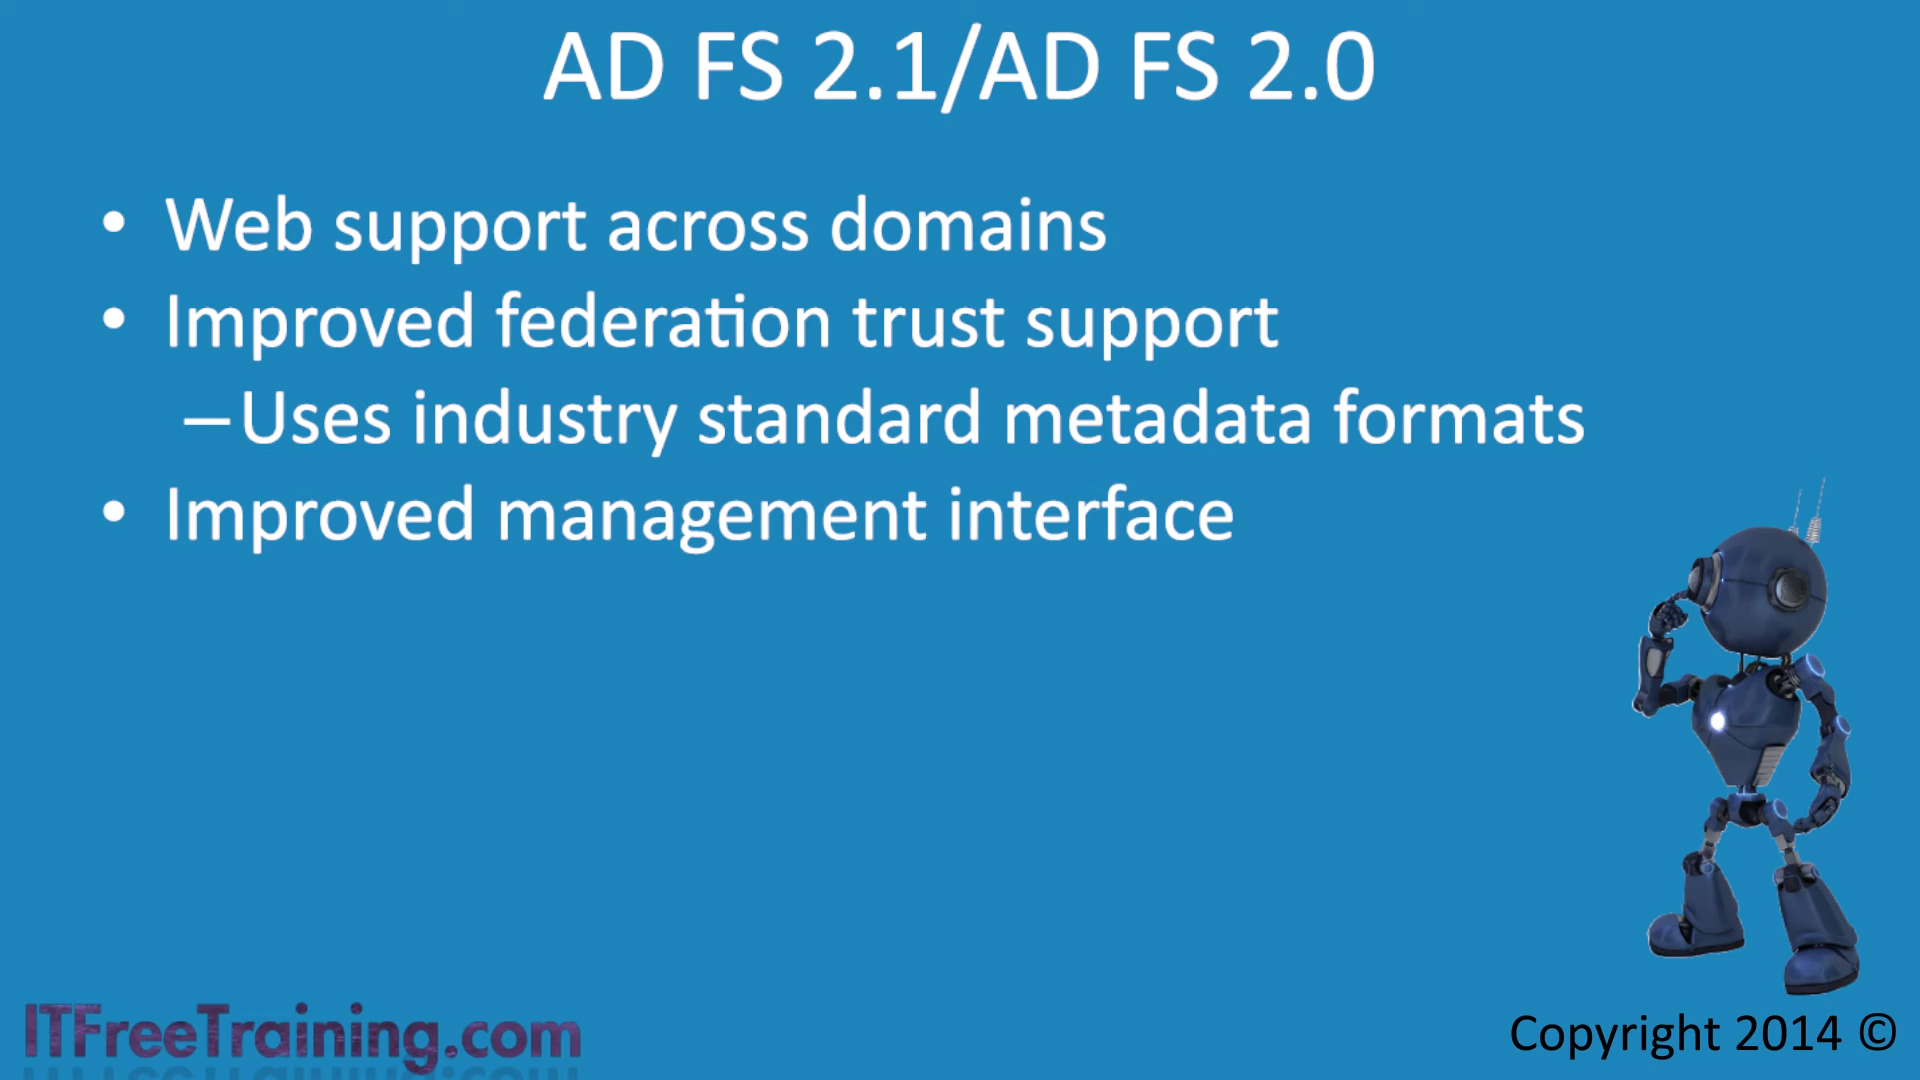 AD FS 2.1/AD FS 2.0
• Web support across domains
• Improved federation trust support
–Uses industry standard metadata formats
• Improved management interface
ITFreeTraining.com
Copyright 2014 ©